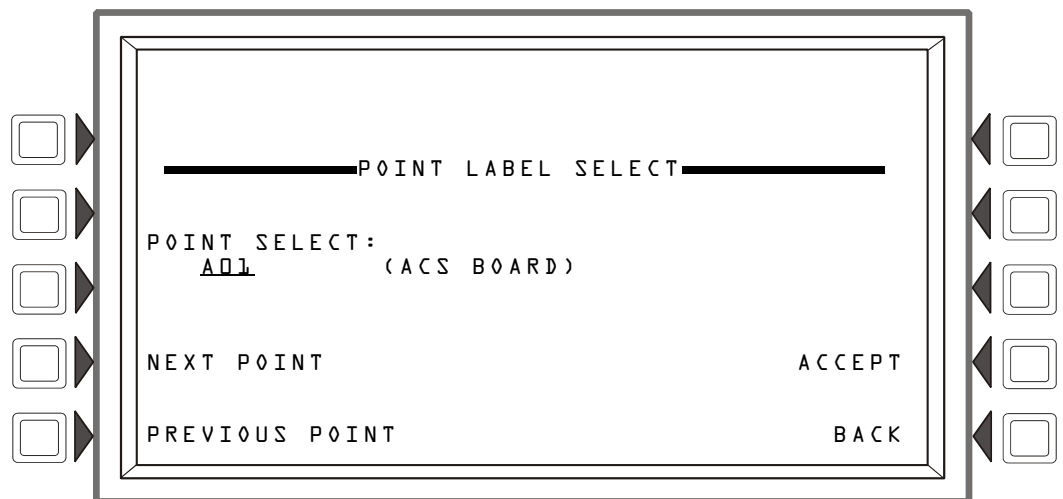 POINT LABEL SELECT
POINT SELECT:
A01 (ACS BOARD)
NEXT POINT ACCEPT
PREVIOUS POINT BACK